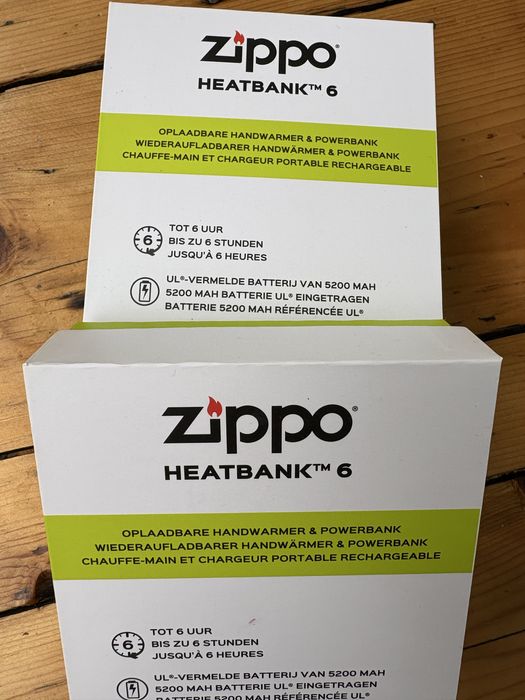 zippo®
HEATBANK™ 6
OPLAADBARE HANDWARMER & POWERBANK
WIEDERAUFLADBARER HANDWÄRMER & POWERBANK
CHAUFFE-MAIN ET CHARGEUR PORTABLE RECHARGEABLE
6
TOT 6 UUR
BIS ZU 6 STUNDEN
JUSQU'À 6 HEURES
UL®-VERMELDE BATTERIJ VAN 5200 MAH
5200 MAH BATTERIE UL® EINGETRAGEN
BATTERIE 5200 MAH RÉFÉRENCÉE UL®
zippo®
HEATBANK™ 6
OPLAADBARE HANDWARMER & POWERBANK
WIEDERAUFLADBARER HANDWÄRMER & POWERBANK
CHAUFFE-MAIN ET CHARGEUR PORTABLE RECHARGEABLE
6
TOT 6 UUR
BIS ZU 6 STUNDEN
JUSQU'À 6 HEURES
UL®-VERMELDE BATTERIJ VAN 5200 MAH
5200 MAH BATTERIE UL® EINGETRAGEN
BATTERIE 5200 MAH RÉFÉRENCÉE UL®